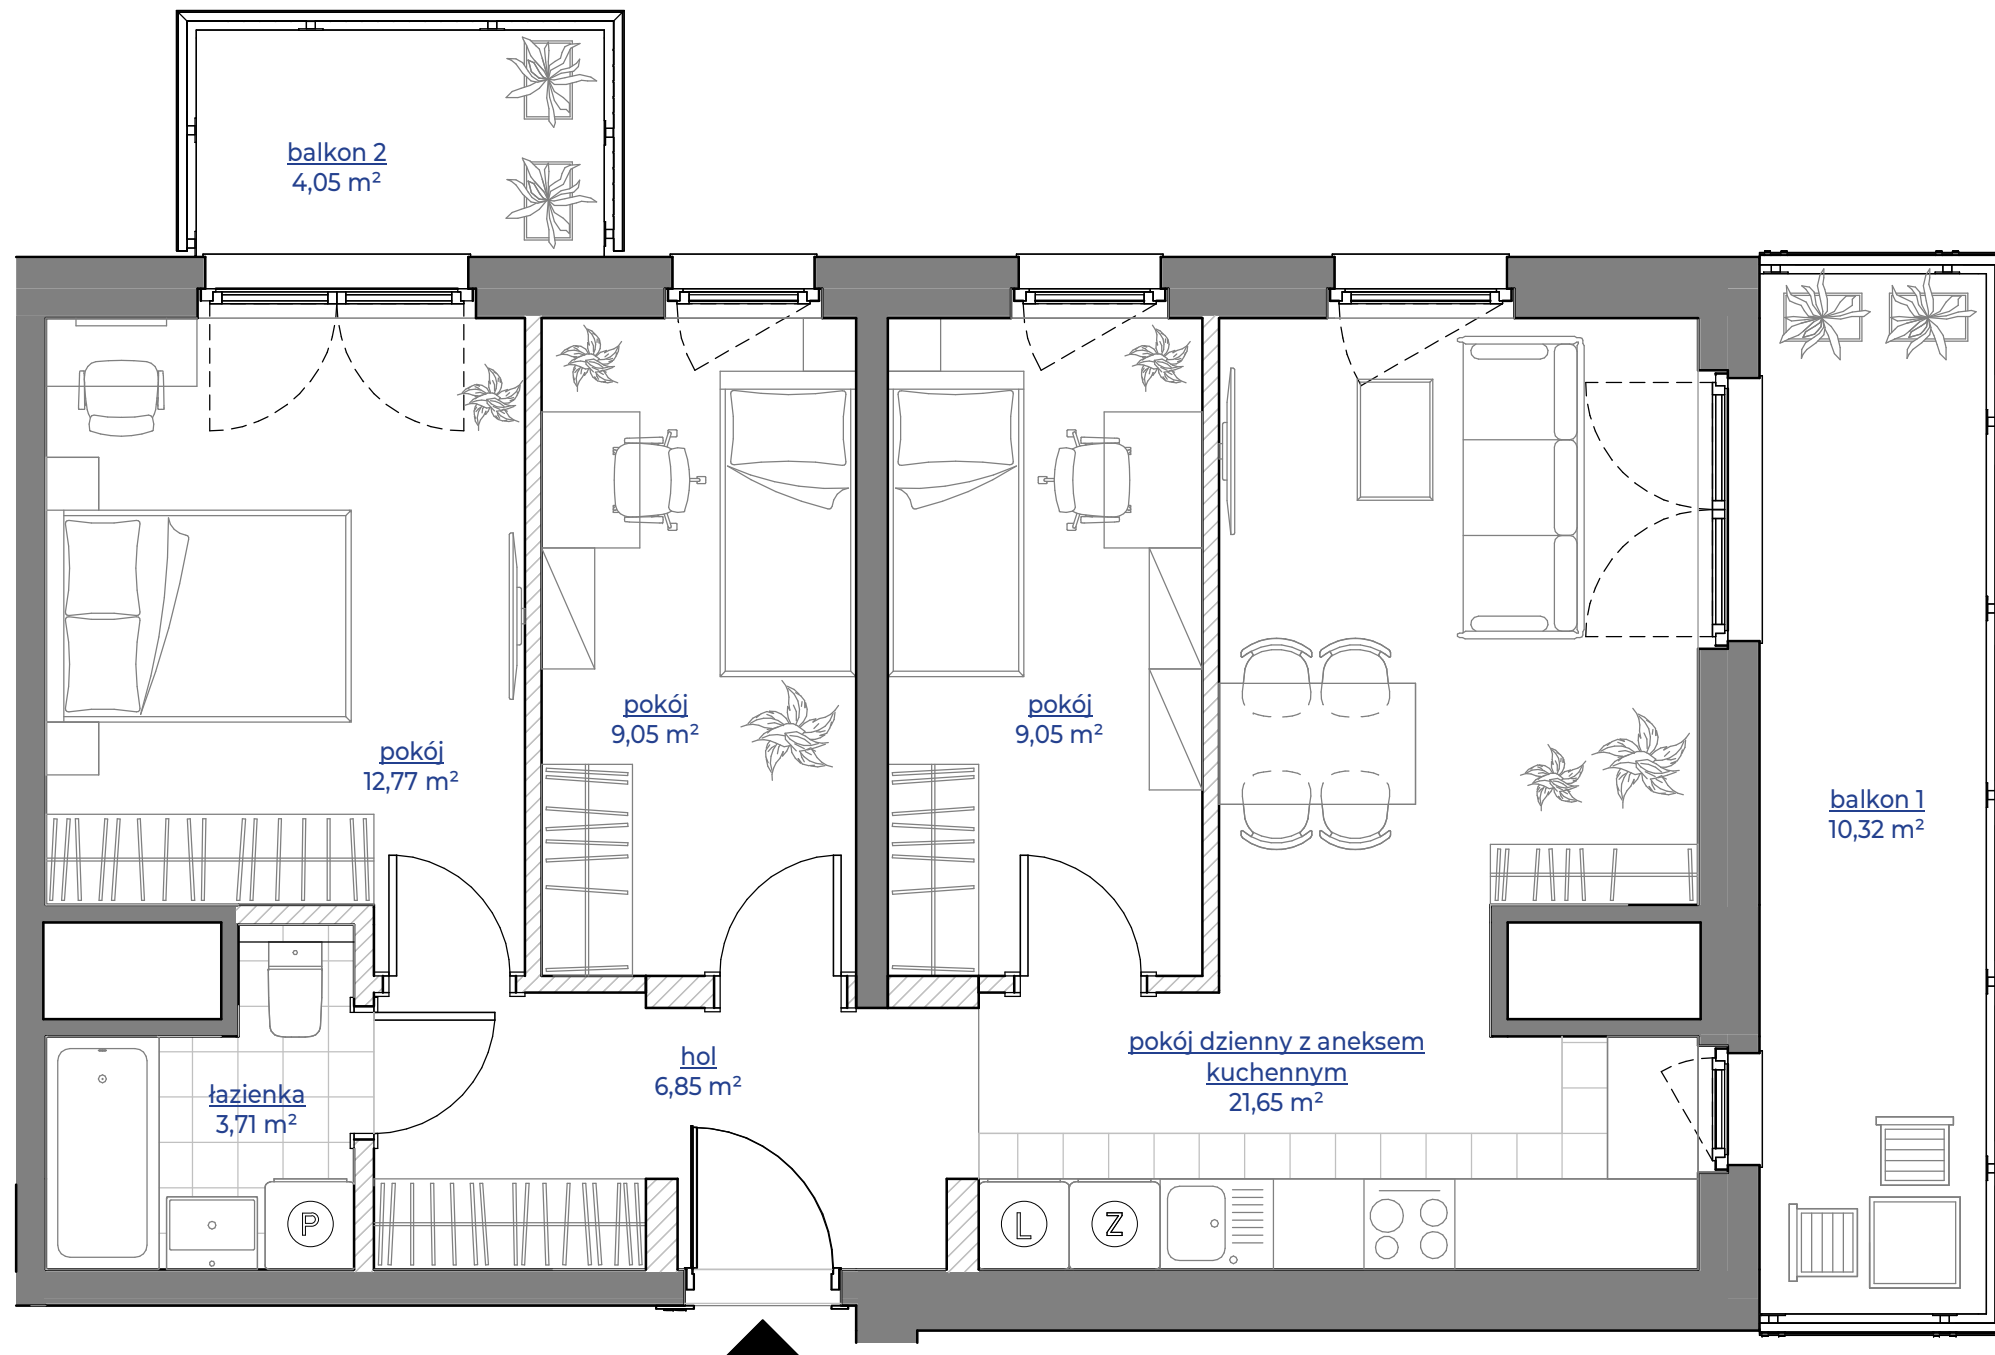 balkon 2
4,05 m²
pokój
12,77 m²
pokój
9,05 m²
pokój
9,05 m²
balkon 1
10,32 m²
łazienka
3,71 m²
hol
6,85 m²
pokój dzienny z aneksem
kuchennym
21,65 m²
P
L
Z